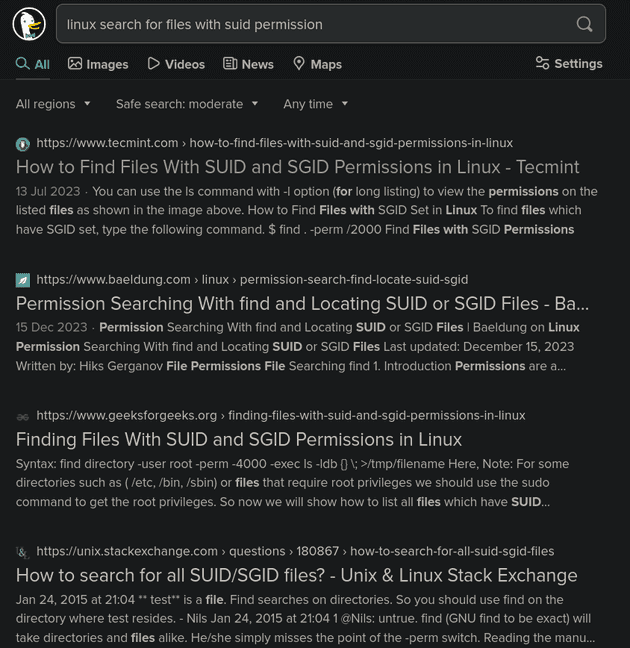 linux search for files with suid permission
All Images Videos News Maps Settings
All regions Safe search: moderate Any time
https://www.tecmint.com › how-to-find-files-with-suid-and-sgid-permissions-in-linux
How to Find Files With SUID and SGID Permissions in Linux - Tecmint
13 Jul 2023 · You can use the ls command with -l option (for long listing) to view the permissions on the
listed files as shown in the image above. How to Find Files with SGID Set in Linux To find files which
have SGID set, type the following command. $ find . -perm /2000 Find Files with SGID Permissions
https://www.baeldung.com › linux › permission-search-find-locate-suid-sgid
Permission Searching With find and Locating SUID or SGID Files - Ba...
15 Dec 2023 · Permission Searching With find and Locating SUID or SGID Files | Baeldung on Linux
Permission Searching With find and Locating SUID or SGID Files Last updated: December 15, 2023
Written by: Hiks Gerganov File Permissions File Searching find 1. Introduction Permissions are a...
https://www.geeksforgeeks.org › finding-files-with-suid-and-sgid-permissions-in-linux
Finding Files With SUID and SGID Permissions in Linux
Syntax: find directory -user root -perm -4000 -exec ls -ldb {} \; >/tmp/filename Here, Note: For some
directories such as ( /etc, /bin, /sbin) or files that require root privileges we should use the sudo
command to get the root privileges. So now we will show how to list all files which have SUID...
https://unix.stackexchange.com › questions › 180867 › how-to-search-for-all-suid-sgid-files
How to search for all SUID/SGID files? - Unix & Linux Stack Exchange
Jan 24, 2015 at 21:04 ** test** is a file. Find searches on directories. So you should use find on the
directory where test resides. - Nils Jan 24, 2015 at 21:04 1 @Nils: untrue. find (GNU find to be exact) will
take directories and files alike. He/she simply misses the point of the -perm switch. Reading the manu...